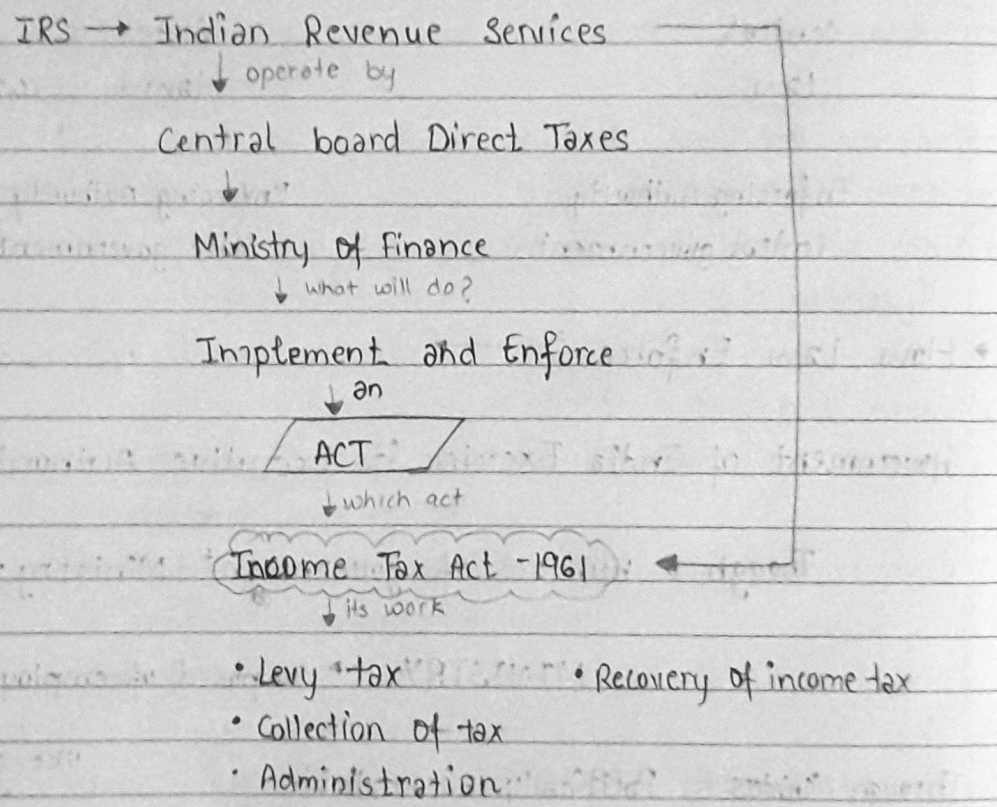 IRS → Indian Revenue Services
↓ operate by
Central board Direct Taxes
↓
Ministry of Finance
↓ what will do?
Implement and Enforce
↓ an
ACT
↓ which act
Income Tax Act - 1961
↓ its work
• Levy tax • Recovery of income tax
• Collection of tax
• Administration